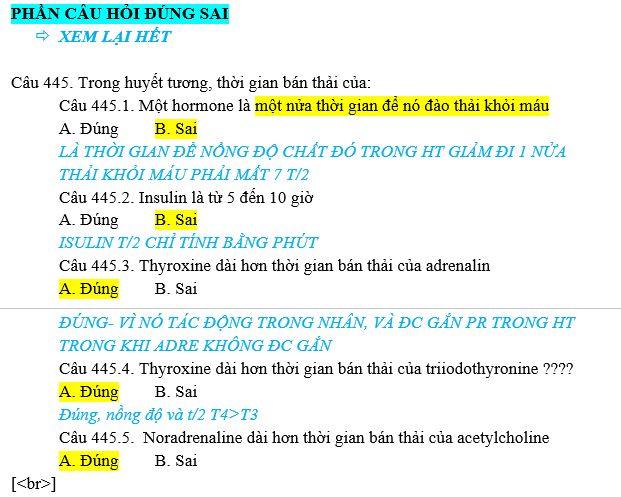 PHẦN CÂU HỎI ĐÚNG SAI
⇨ XEM LẠI HẾT
Câu 445. Trong huyết tương, thời gian bán thải của:
Câu 445.1. Một hormone là một nửa thời gian để nó đào thải khỏi máu
A. Đúng B. Sai
LÀ THỜI GIAN ĐỂ NỒNG ĐỘ CHẤT ĐÓ TRONG HT GIẢM ĐI 1 NỬA
THẢI KHỎI MÁU PHẢI MẤT 7 T/2
Câu 445.2. Insulin là từ 5 đến 10 giờ
A. Đúng B. Sai
ISULIN T/2 CHỈ TÍNH BẰNG PHÚT
Câu 445.3. Thyroxine dài hơn thời gian bán thải của adrenalin
A. Đúng B. Sai
ĐÚNG- VÌ NÓ TÁC ĐỘNG TRONG NHÂN, VÀ ĐC GẮN PR TRONG HT
TRONG KHI ADRE KHÔNG ĐC GẮN
Câu 445.4. Thyroxine dài hơn thời gian bán thải của triiodothyronine ????
A. Đúng B. Sai
Đúng, nồng độ và t/2 T4>T3
Câu 445.5. Noradrenaline dài hơn thời gian bán thải của acetylcholine
A. Đúng B. Sai
[<br>]